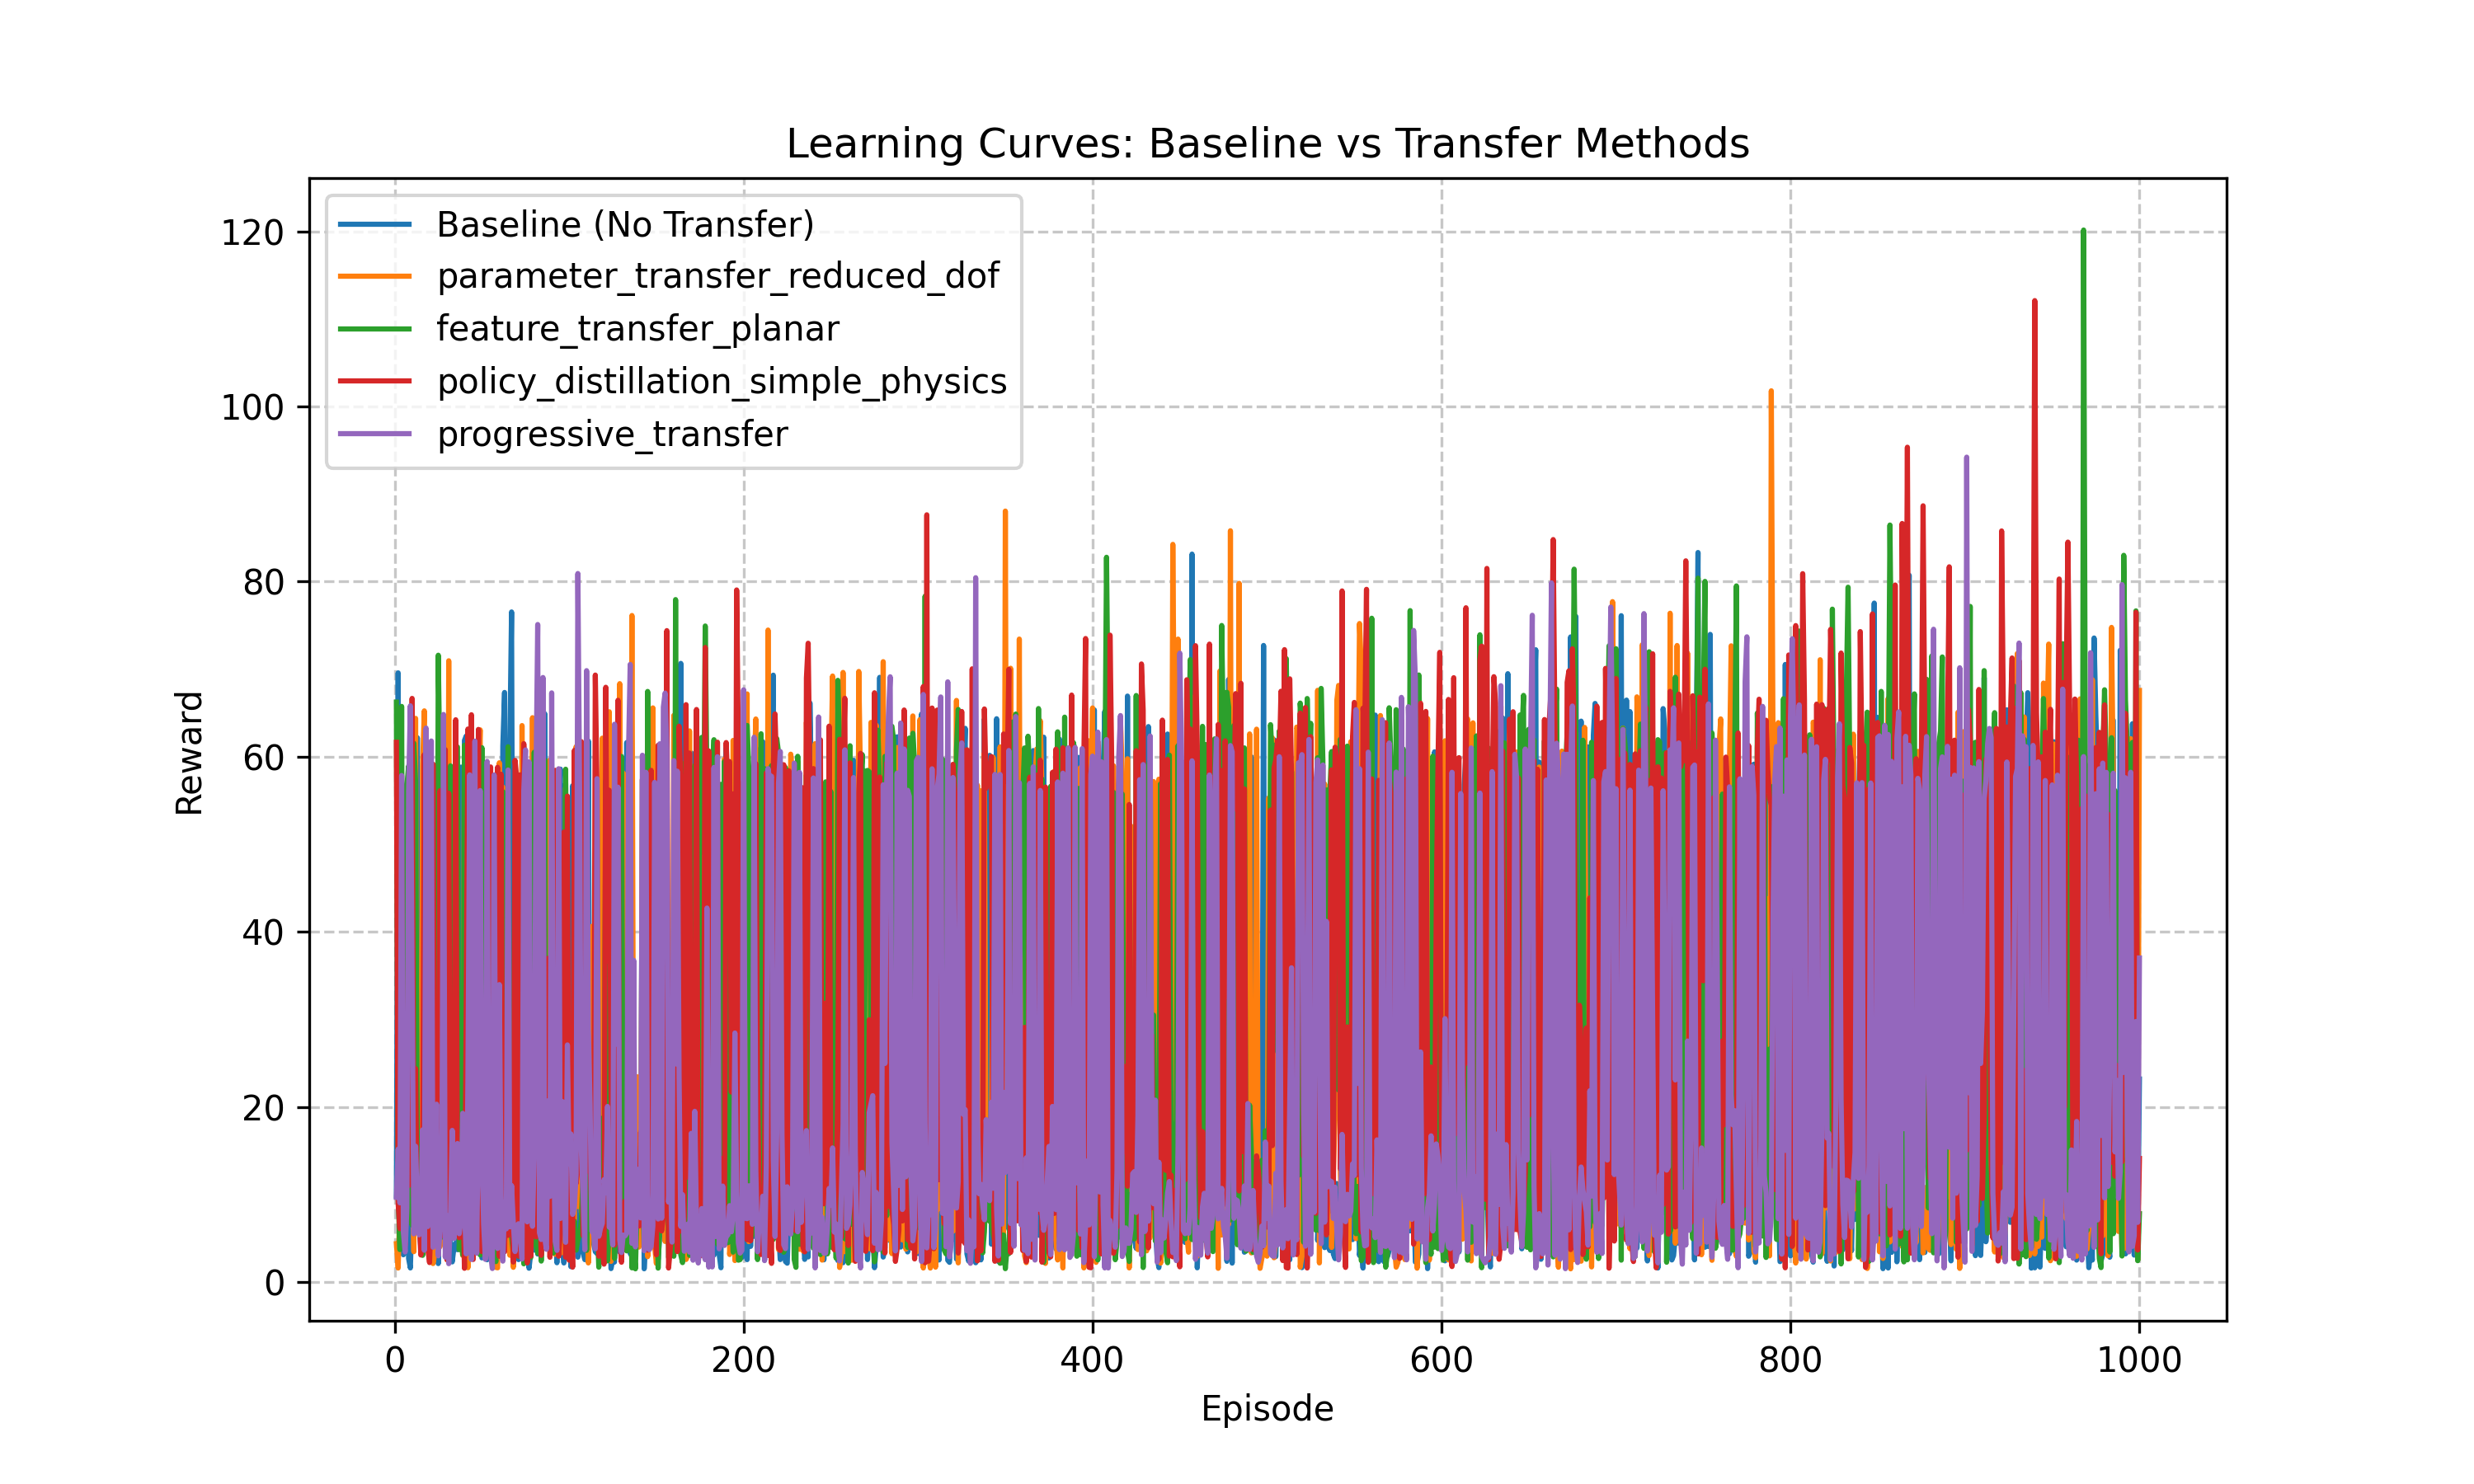 Learning Curves: Baseline vs Transfer Methods
Baseline (No Transfer)
parameter_transfer_reduced_dof
feature_transfer_planar
policy_distillation_simple_physics
progressive_transfer
120
100
80
60
40
20
0
Reward
0 200 400 600 800 1000
Episode